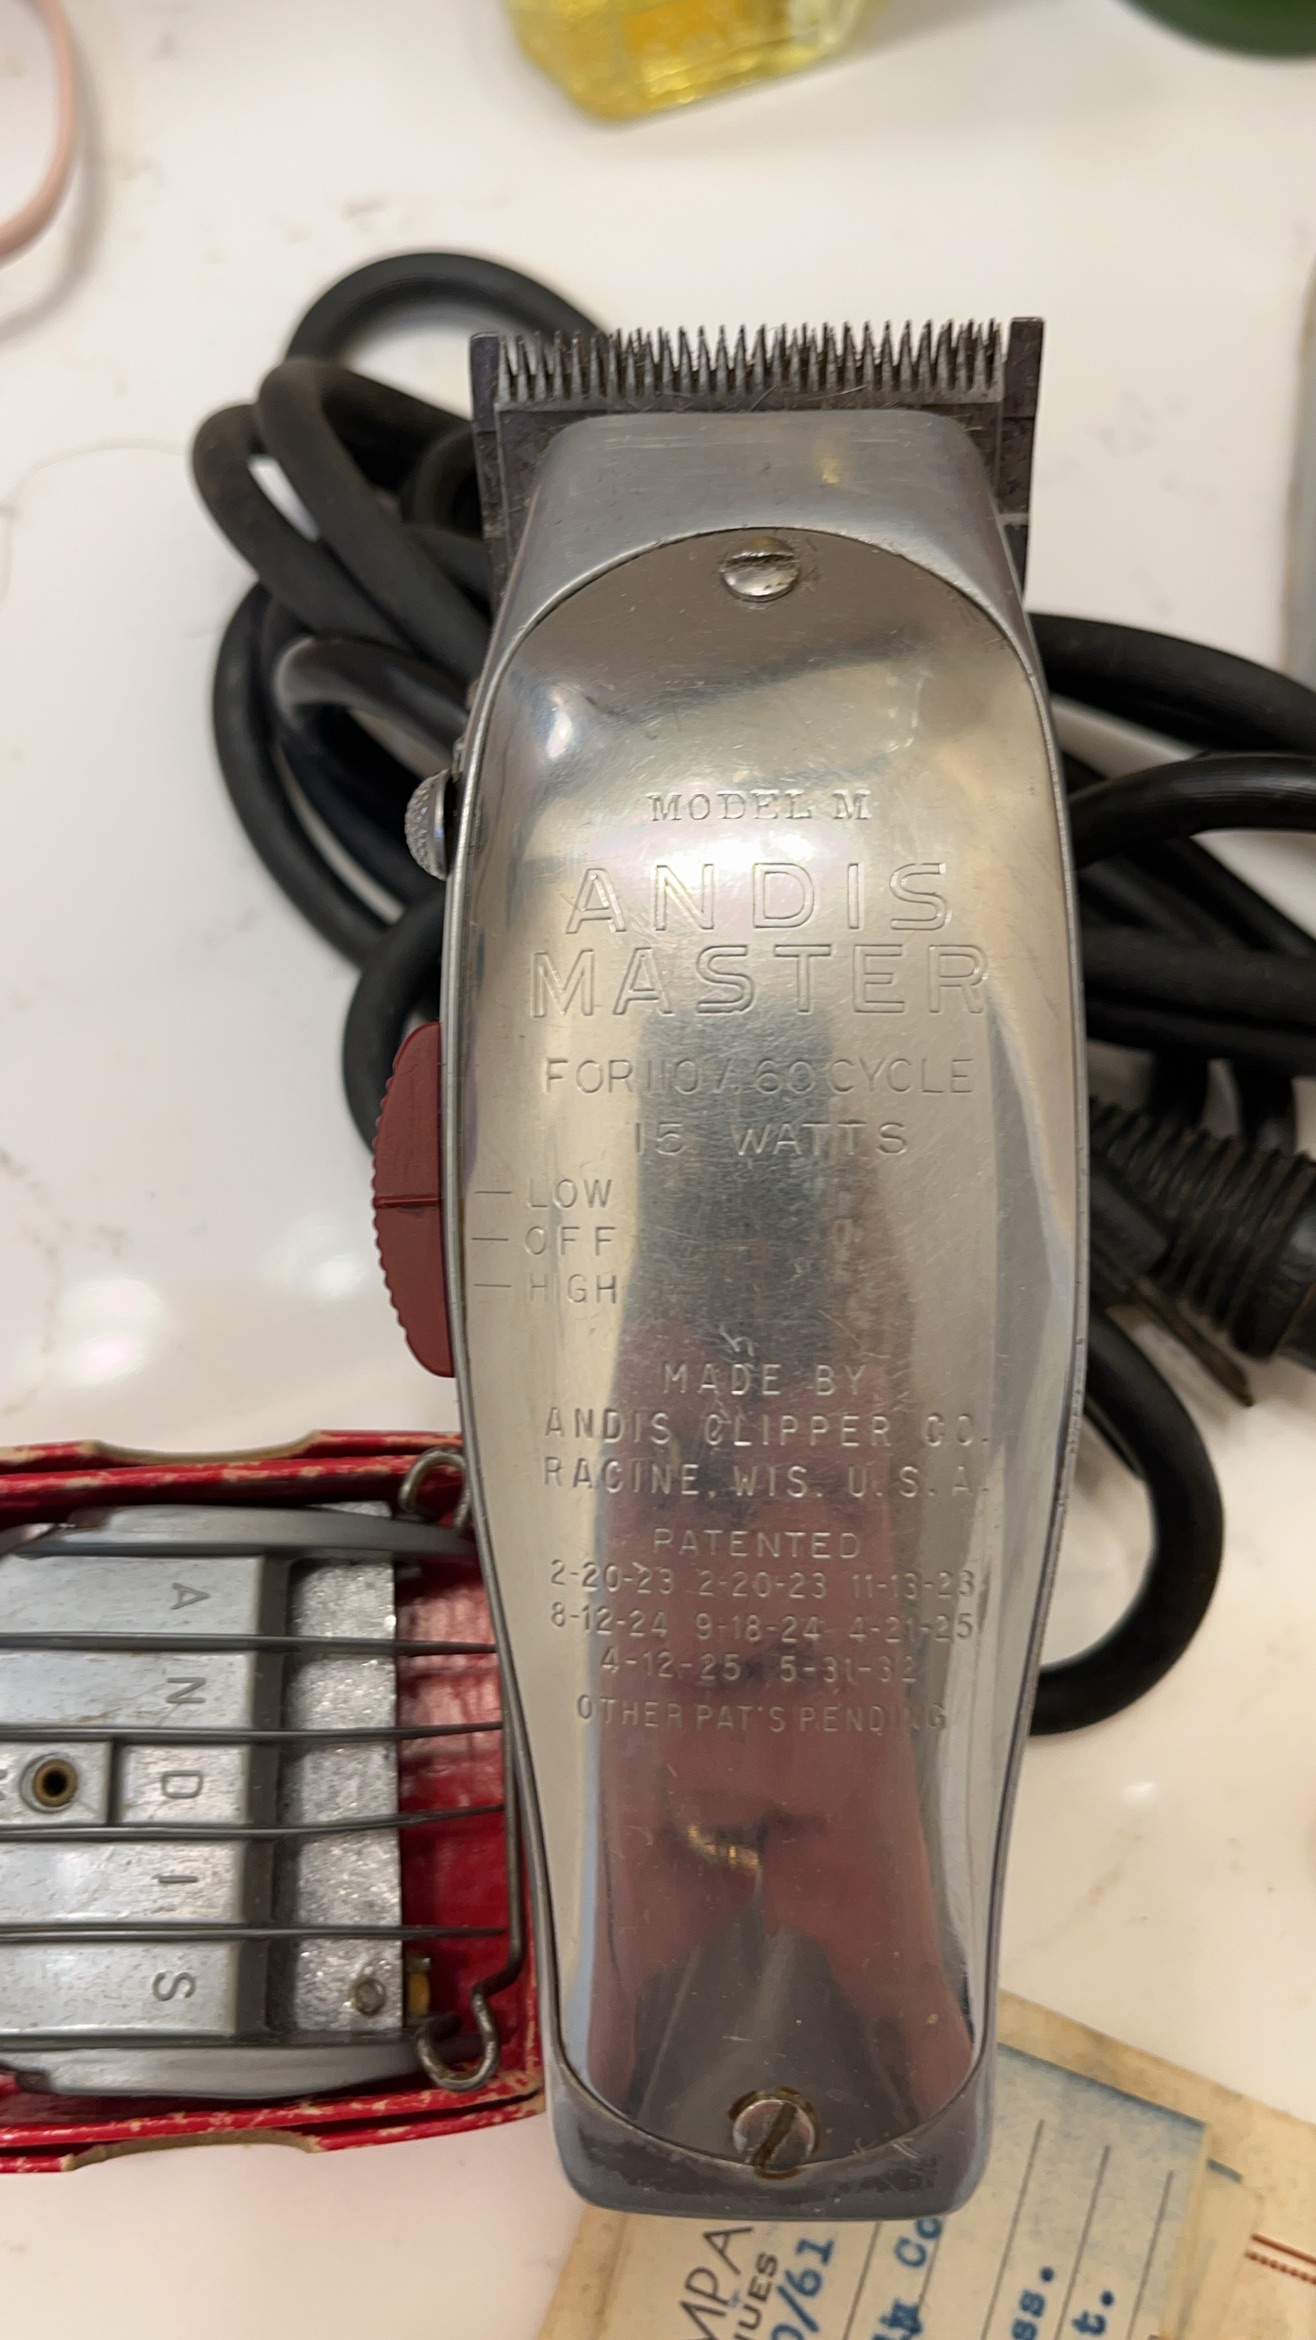 MODEL M
ANDIS
MASTER
FOR 110 V. 60 CYCLE
15 WATTS
LOW
OFF
HIGH
MADE BY
ANDIS CLIPPER CO.
RACINE, WIS. U.S.A.
PATENTED
2-20-23 2-20-23 11-13-23
8-12-24 9-18-24 4-21-25
4-12-25 5-31-32
OTHER PAT'S PENDING
ANDIS